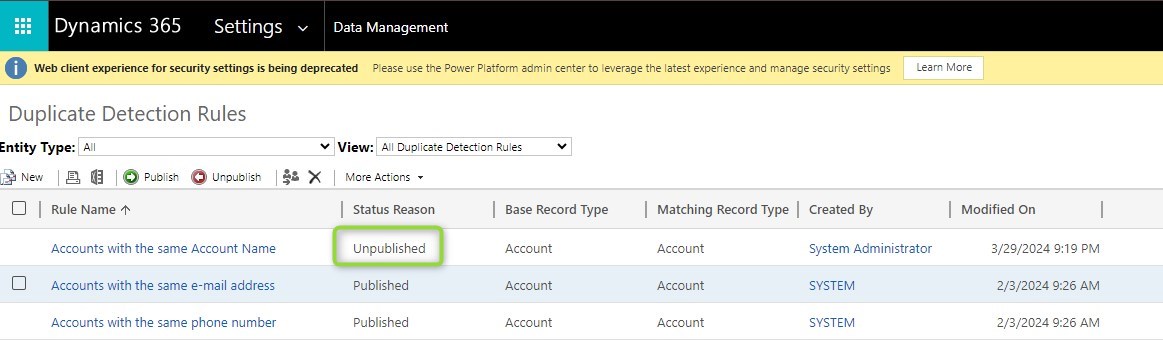 Dynamics 365 Settings Data Management
Web client experience for security settings is being deprecated Please use the Power Platform admin center to leverage the latest experience and manage security settings Learn More
Duplicate Detection Rules
Entity Type: All View: All Duplicate Detection Rules
New Publish Unpublish More Actions
Rule Name Status Reason Base Record Type Matching Record Type Created By Modified On
Accounts with the same Account Name Unpublished Account Account System Administrator 3/29/2024 9:19 PM
Accounts with the same e-mail address Published Account Account SYSTEM 2/3/2024 9:26 AM
Accounts with the same phone number Published Account Account SYSTEM 2/3/2024 9:26 AM